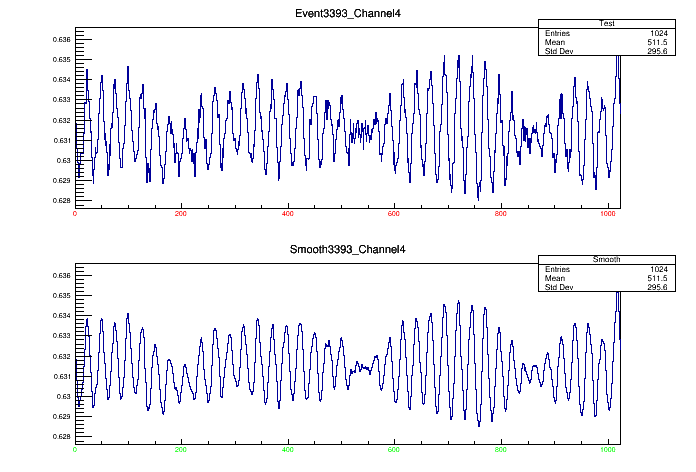 Event3393_Channel4
Test
Entries 1024
Mean 511.5
Std Dev 295.6
0.636
0.635
0.634
0.633
0.632
0.631
0.63
0.629
0.628
0 200 400 600 800 1000
Smooth3393_Channel4
Smooth
Entries 1024
Mean 511.5
Std Dev 295.6
0.636
0.635
0.634
0.633
0.632
0.631
0.63
0.629
0.628
0 200 400 600 800 1000